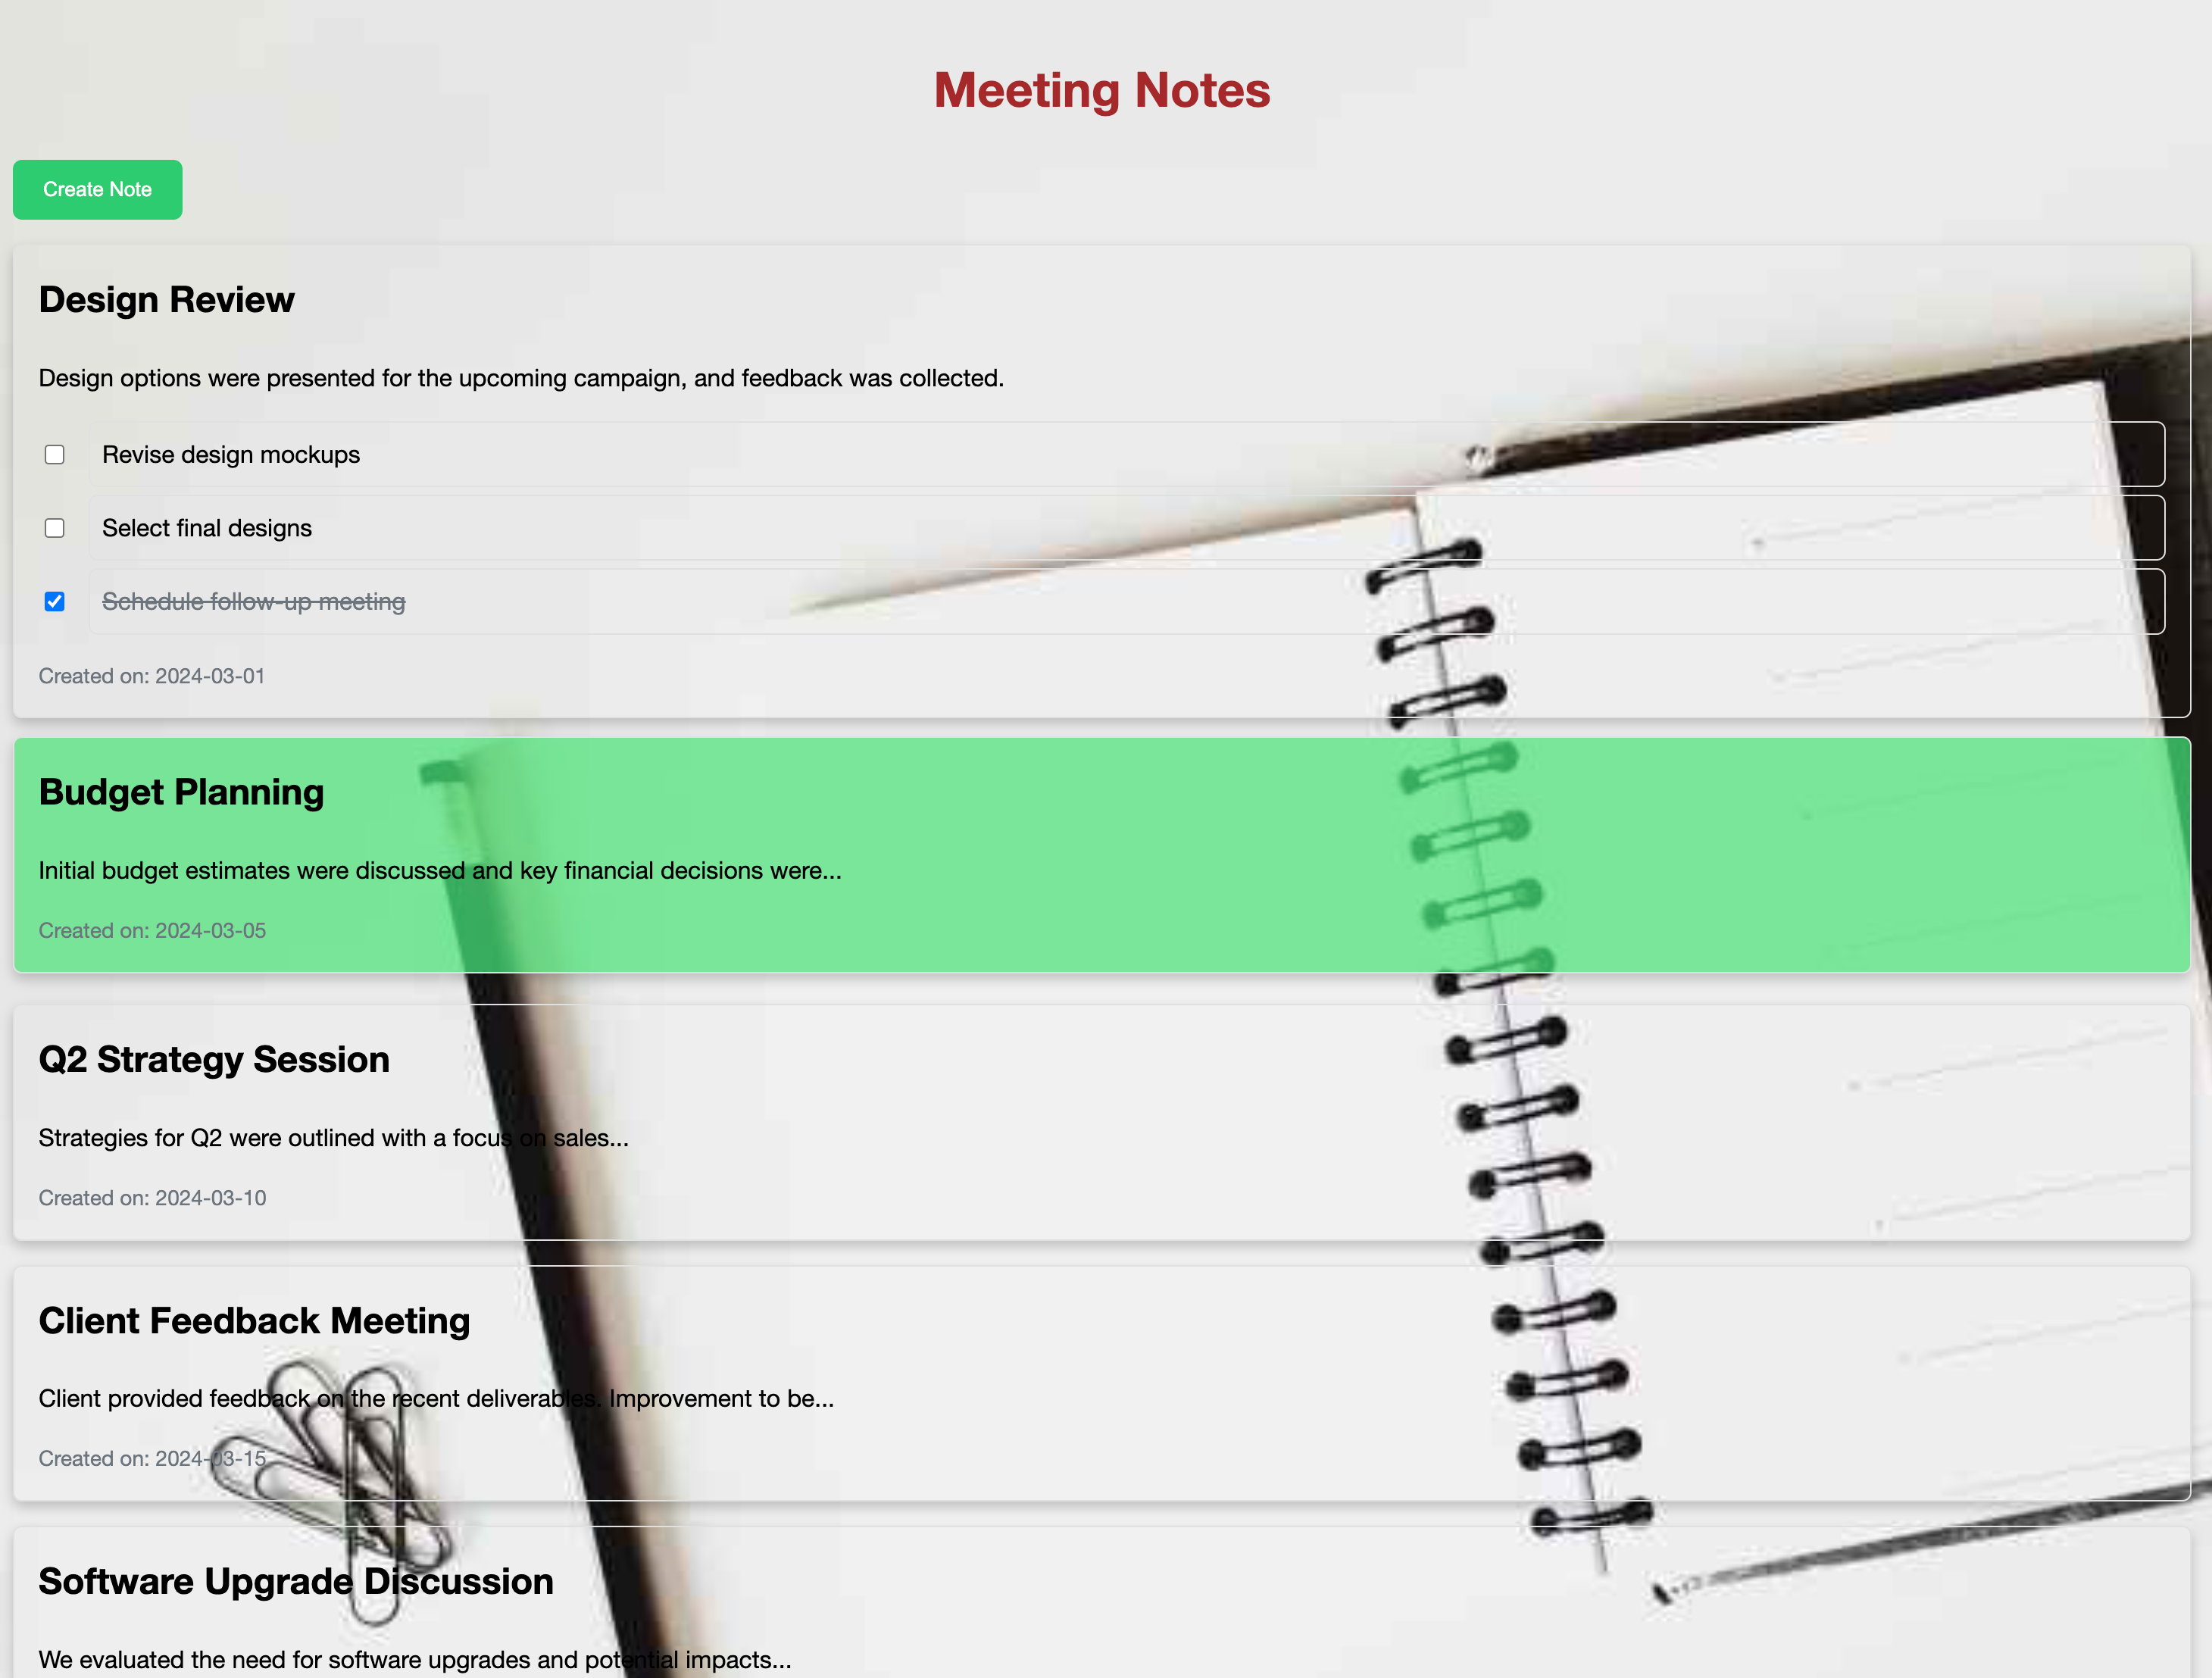 Meeting Notes
Create Note
Design Review
Design options were presented for the upcoming campaign, and feedback was collected.
Revise design mockups
Select final designs
Schedule follow-up meeting
Created on: 2024-03-01
Budget Planning
Initial budget estimates were discussed and key financial decisions were...
Created on: 2024-03-05
Q2 Strategy Session
Strategies for Q2 were outlined with a focus on sales...
Created on: 2024-03-10
Client Feedback Meeting
Client provided feedback on the recent deliverables. Improvement to be...
Created on: 2024-03-15
Software Upgrade Discussion
We evaluated the need for software upgrades and potential impacts...